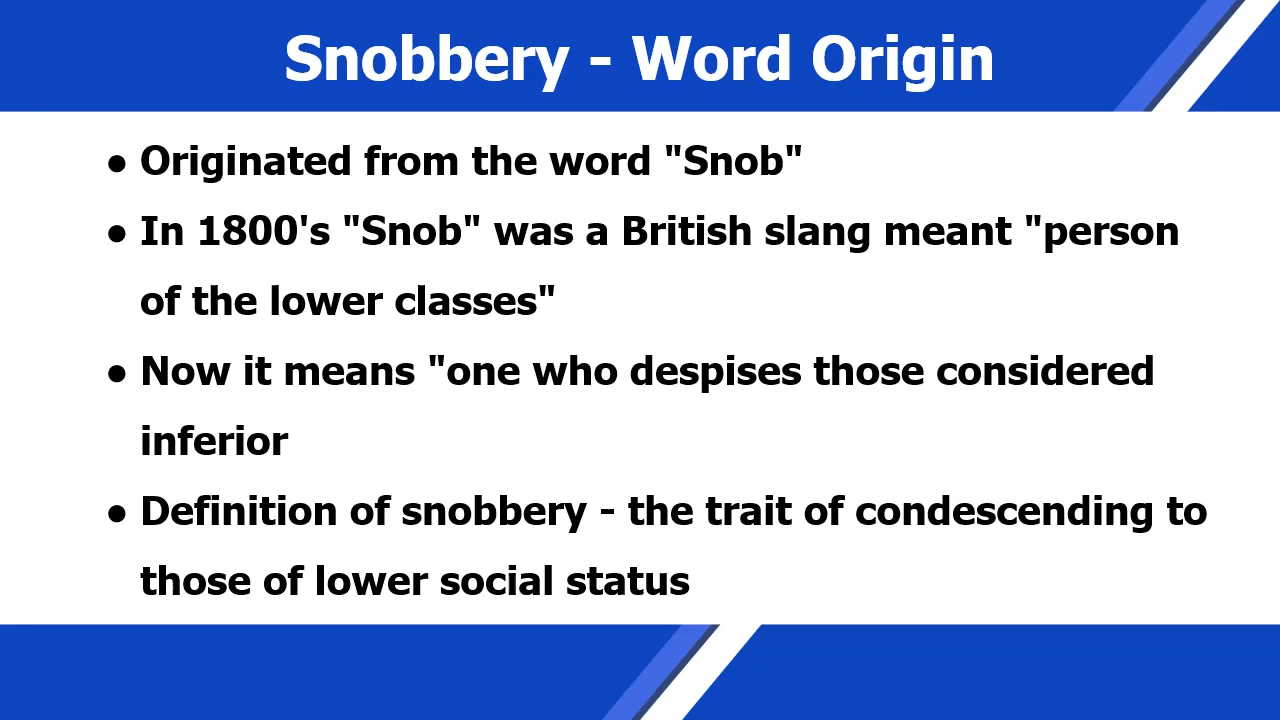 Snobbery - Word Origin
● Originated from the word "Snob"
● In 1800's "Snob" was a British slang meant "person
of the lower classes"
● Now it means "one who despises those considered
inferior
● Definition of snobbery - the trait of condescending to
those of lower social status